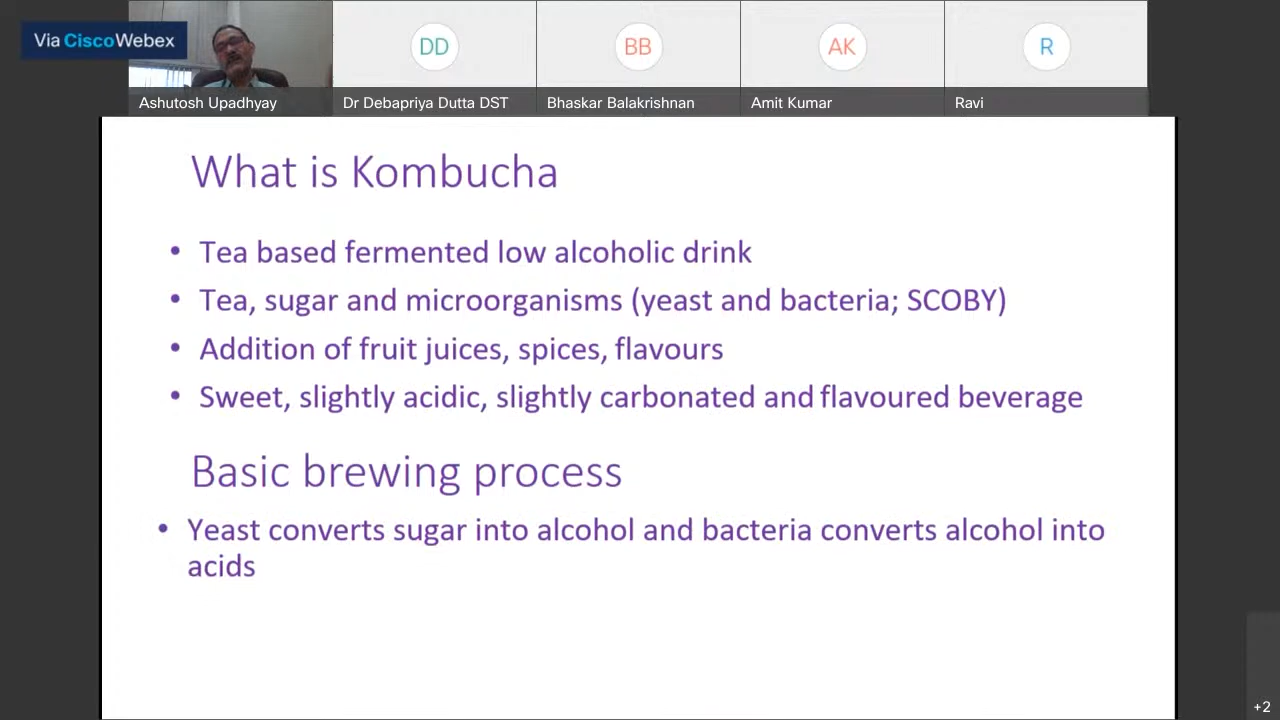 Via CiscoWebex
DD
BB
AK
R
Ashutosh Upadhyay
Dr Debapriya Dutta DST
Bhaskar Balakrishnan
Amit Kumar
Ravi
What is Kombucha
• Tea based fermented low alcoholic drink
• Tea, sugar and microorganisms (yeast and bacteria; SCOBY)
• Addition of fruit juices, spices, flavours
• Sweet, slightly acidic, slightly carbonated and flavoured beverage
Basic brewing process
• Yeast converts sugar into alcohol and bacteria converts alcohol into
acids
+2